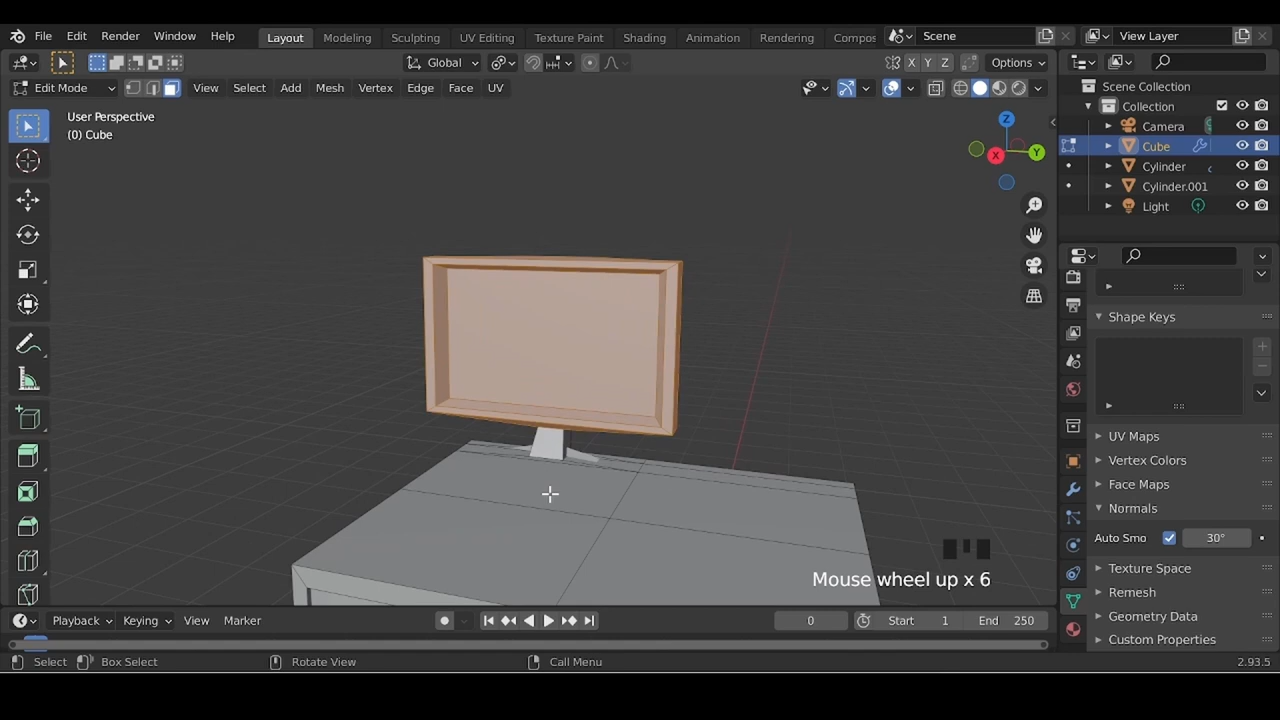 File Edit Render Window Help Layout Modeling Sculpting UV Editing Texture Paint Shading Animation Rendering Compos Scene View Layer
Global Options
X Y Z
Edit Mode View Select Add Mesh Vertex Edge Face UV
User Perspective
(0) Cube
Z
X Y
Scene Collection
Collection
Camera
Cube
Cylinder
Cylinder.001
Light
Shape Keys
UV Maps
Vertex Colors
Face Maps
Normals
Auto Smo 30°
Texture Space
Remesh
Geometry Data
Custom Properties
Mouse wheel up x 6
Playback Keying View Marker 0 Start 1 End 250
Select Box Select Rotate View Call Menu 2.93.5